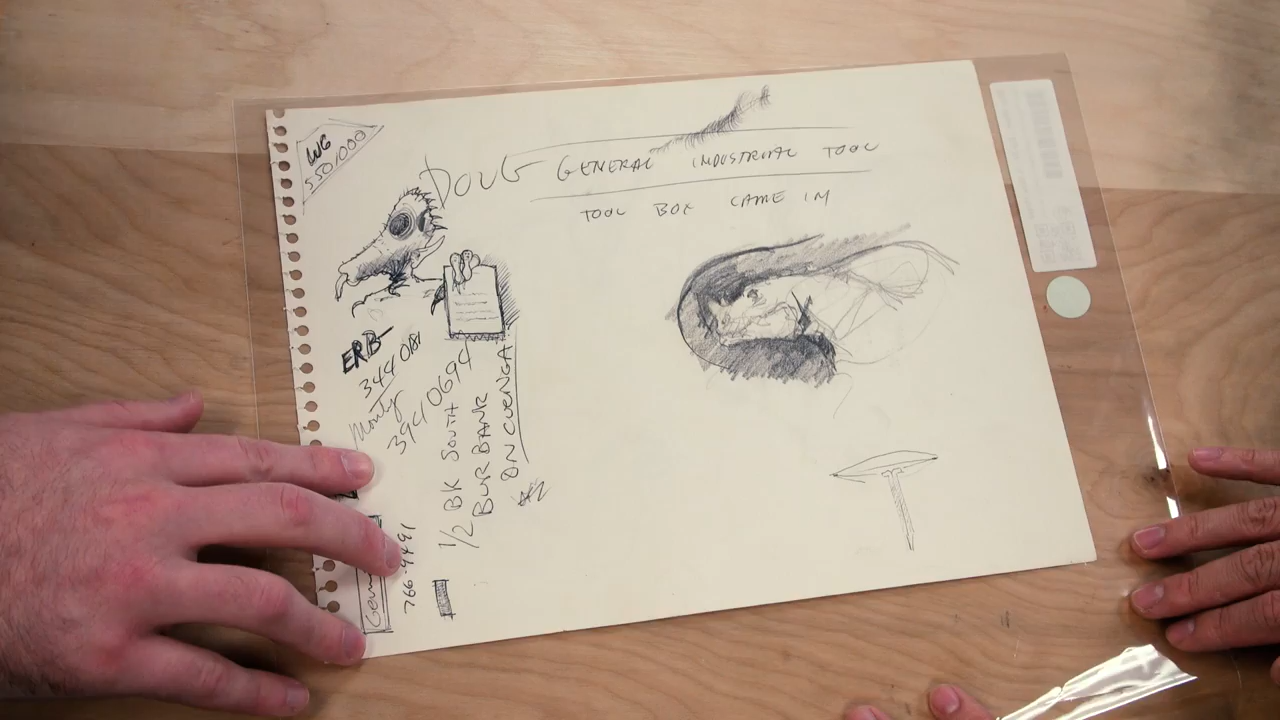 WG
550,000
DOUG
GENERAL INDUSTRIAL TOOL
TOOL BOX CAME IN
ERB
344 0181
Monty
394 0694
1/2 BK SOUTH
BURBANK
ON CUENGA
766-9491